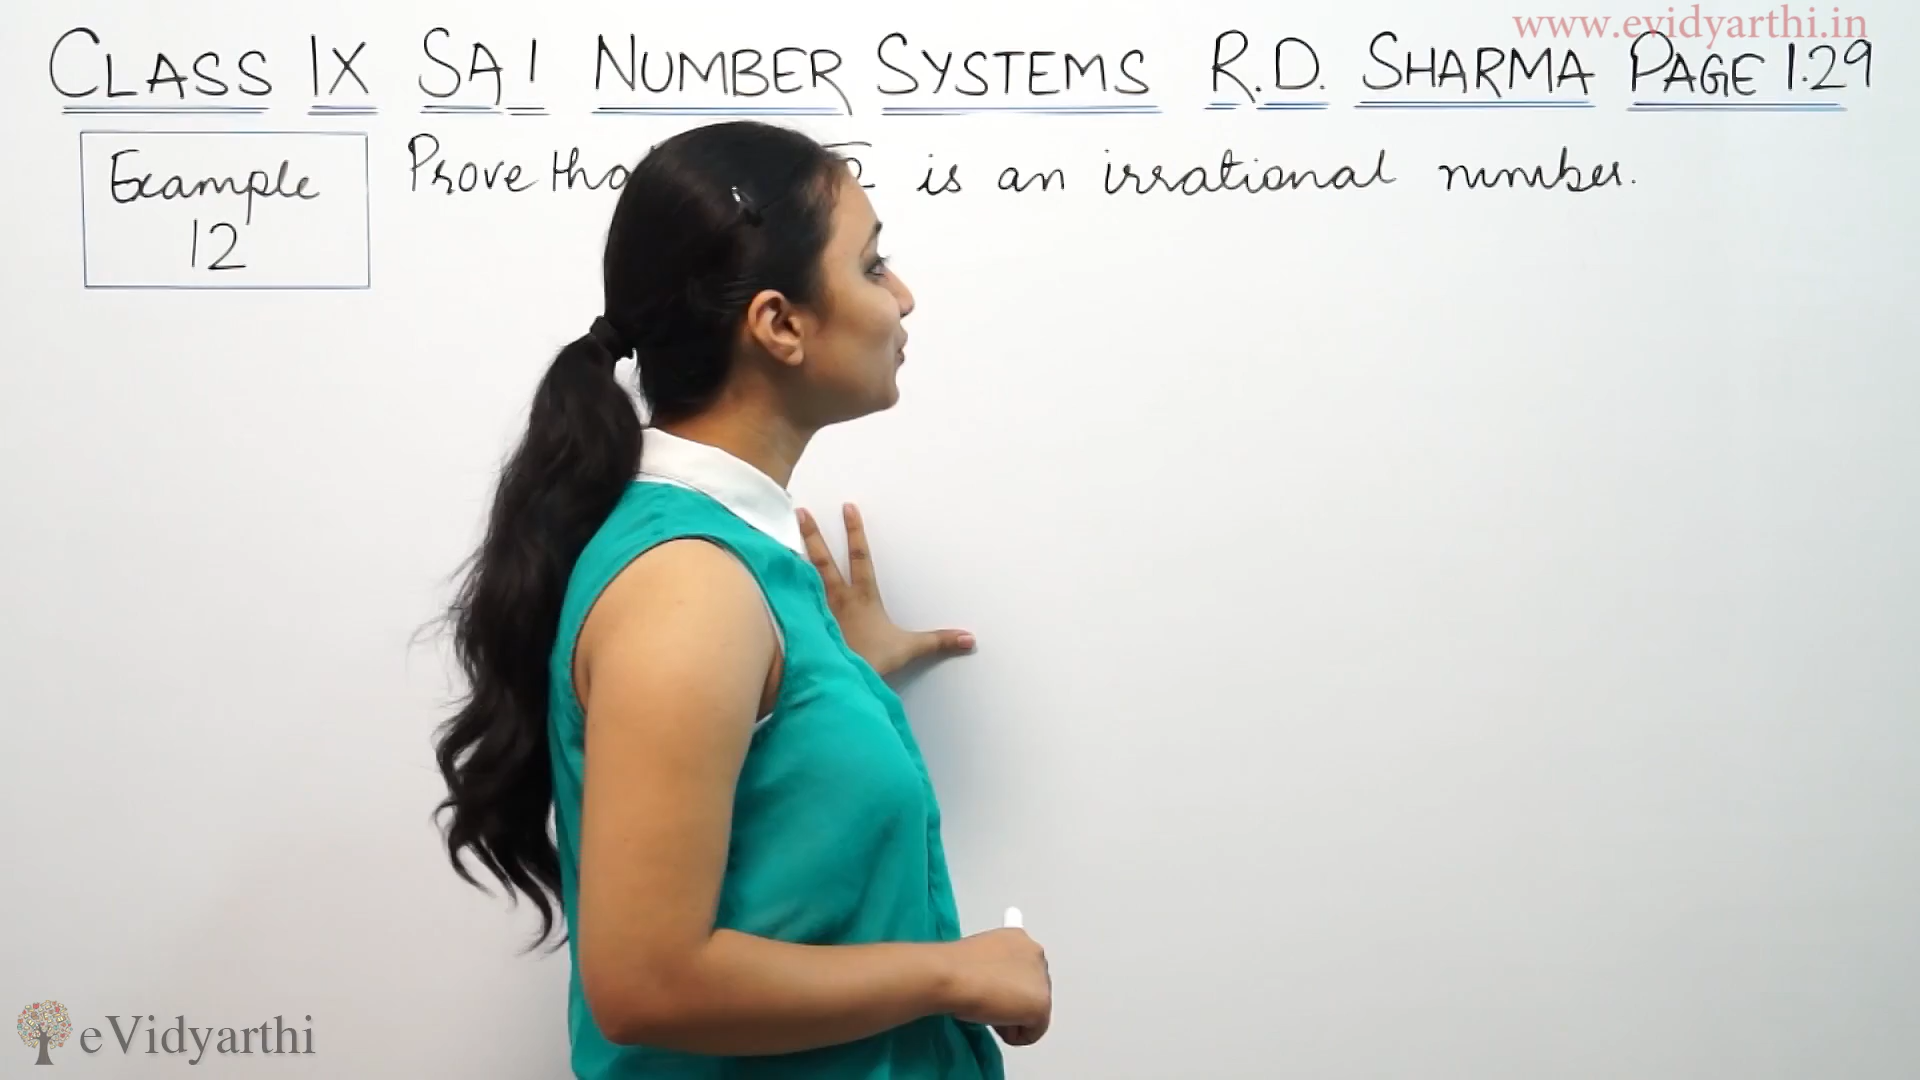 www.evidyarthi.in
CLASS IX SA 1 NUMBER SYSTEMS R.D. SHARMA PAGE 1.29
Example
12
Prove is an irrational number.
eVidyarthi